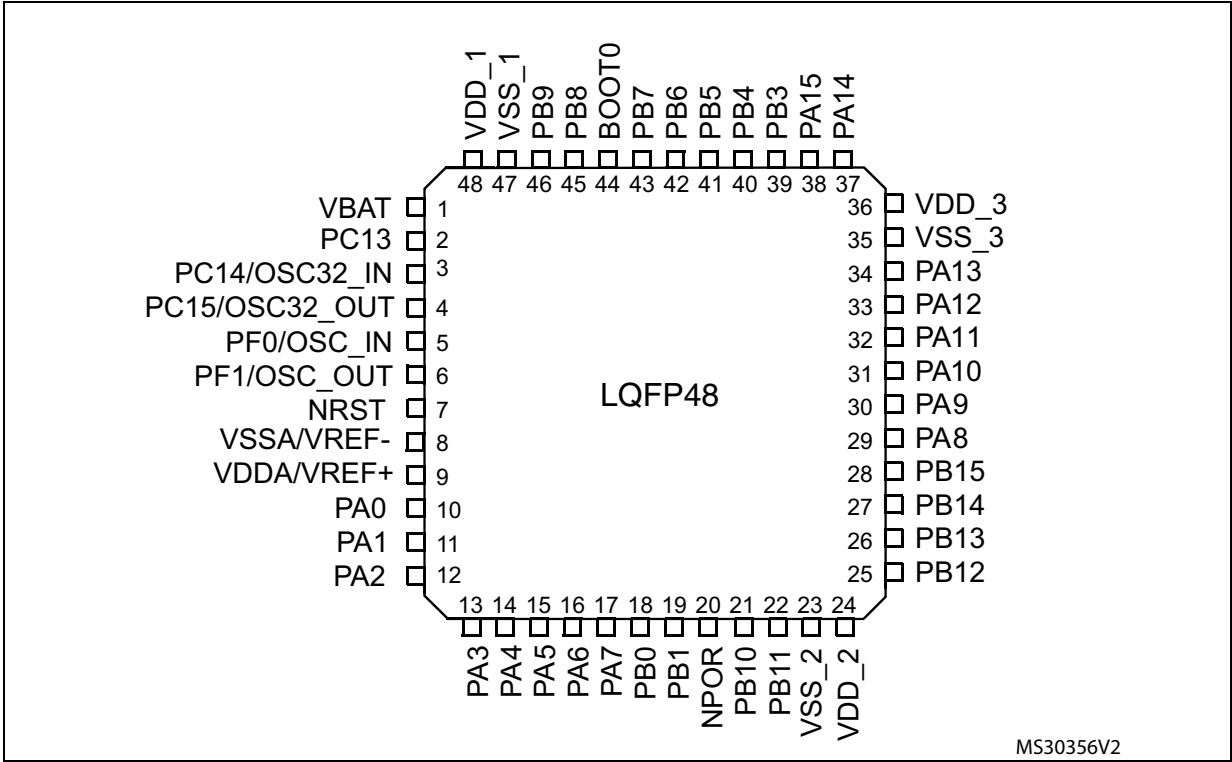 VDD_1
VSS_1
PB9
PB8
BOOT0
PB7
PB6
PB5
PB4
PB3
PA15
PA14
48 47 46 45 44 43 42 41 40 39 38 37
VBAT 1
PC13 2
PC14/OSC32_IN 3
PC15/OSC32_OUT 4
PF0/OSC_IN 5
PF1/OSC_OUT 6
NRST 7
VSSA/VREF- 8
VDDA/VREF+ 9
PA0 10
PA1 11
PA2 12
LQFP48
36 VDD_3
35 VSS_3
34 PA13
33 PA12
32 PA11
31 PA10
30 PA9
29 PA8
28 PB15
27 PB14
26 PB13
25 PB12
13 14 15 16 17 18 19 20 21 22 23 24
PA3
PA4
PA5
PA6
PA7
PB0
PB1
NPOR
PB10
PB11
VSS_2
VDD_2
MS30356V2